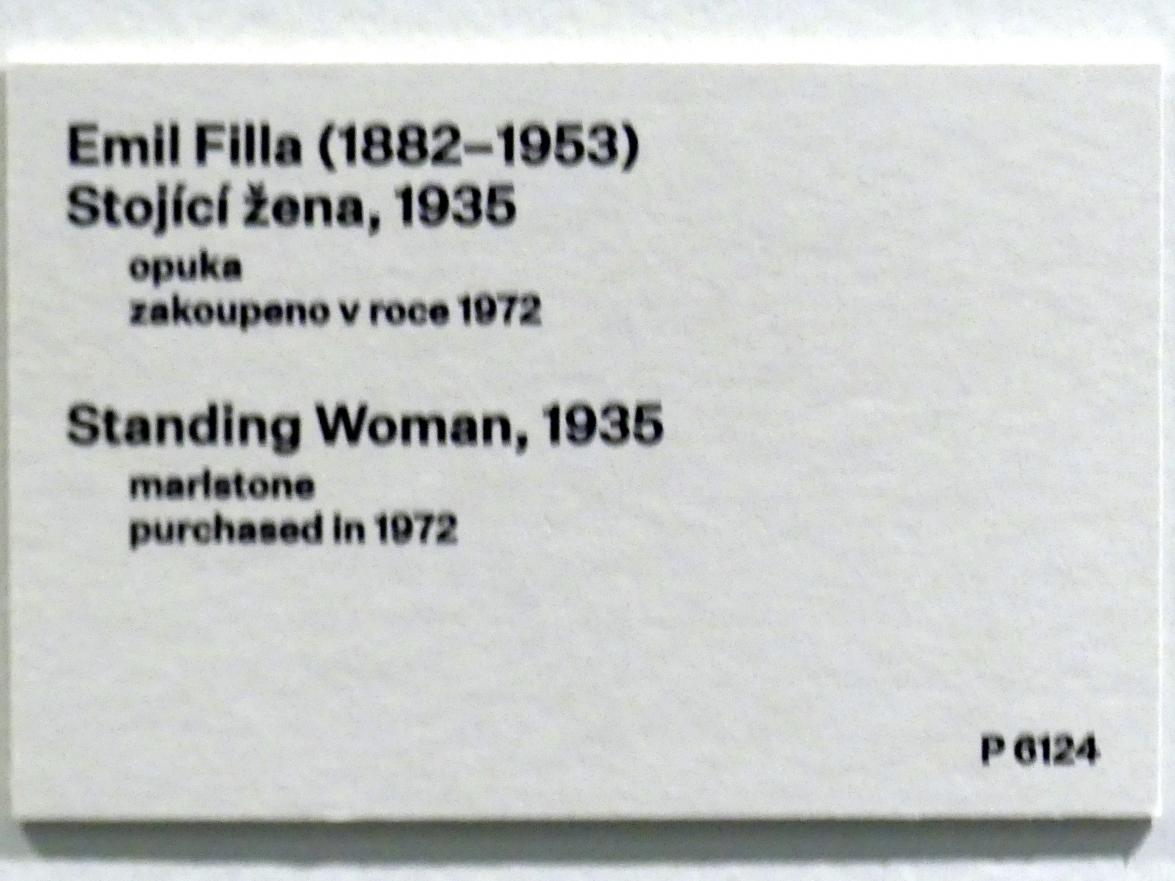 Emil Filla (1882–1953)
Stojící žena, 1935
opuka
zakoupeno v roce 1972
Standing Woman, 1935
marlstone
purchased in 1972
P 6124